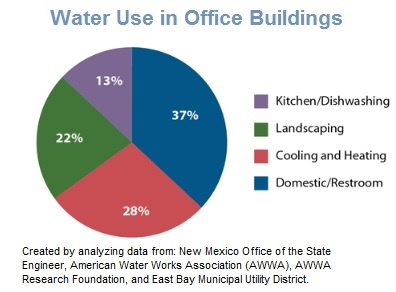 Water Use in Office Buildings
13%
37%
22%
28%
Kitchen/Dishwashing
Landscaping
Cooling and Heating
Domestic/Restroom
Created by analyzing data from: New Mexico Office of the State
Engineer, American Water Works Association (AWWA), AWWA
Research Foundation, and East Bay Municipal Utility District.